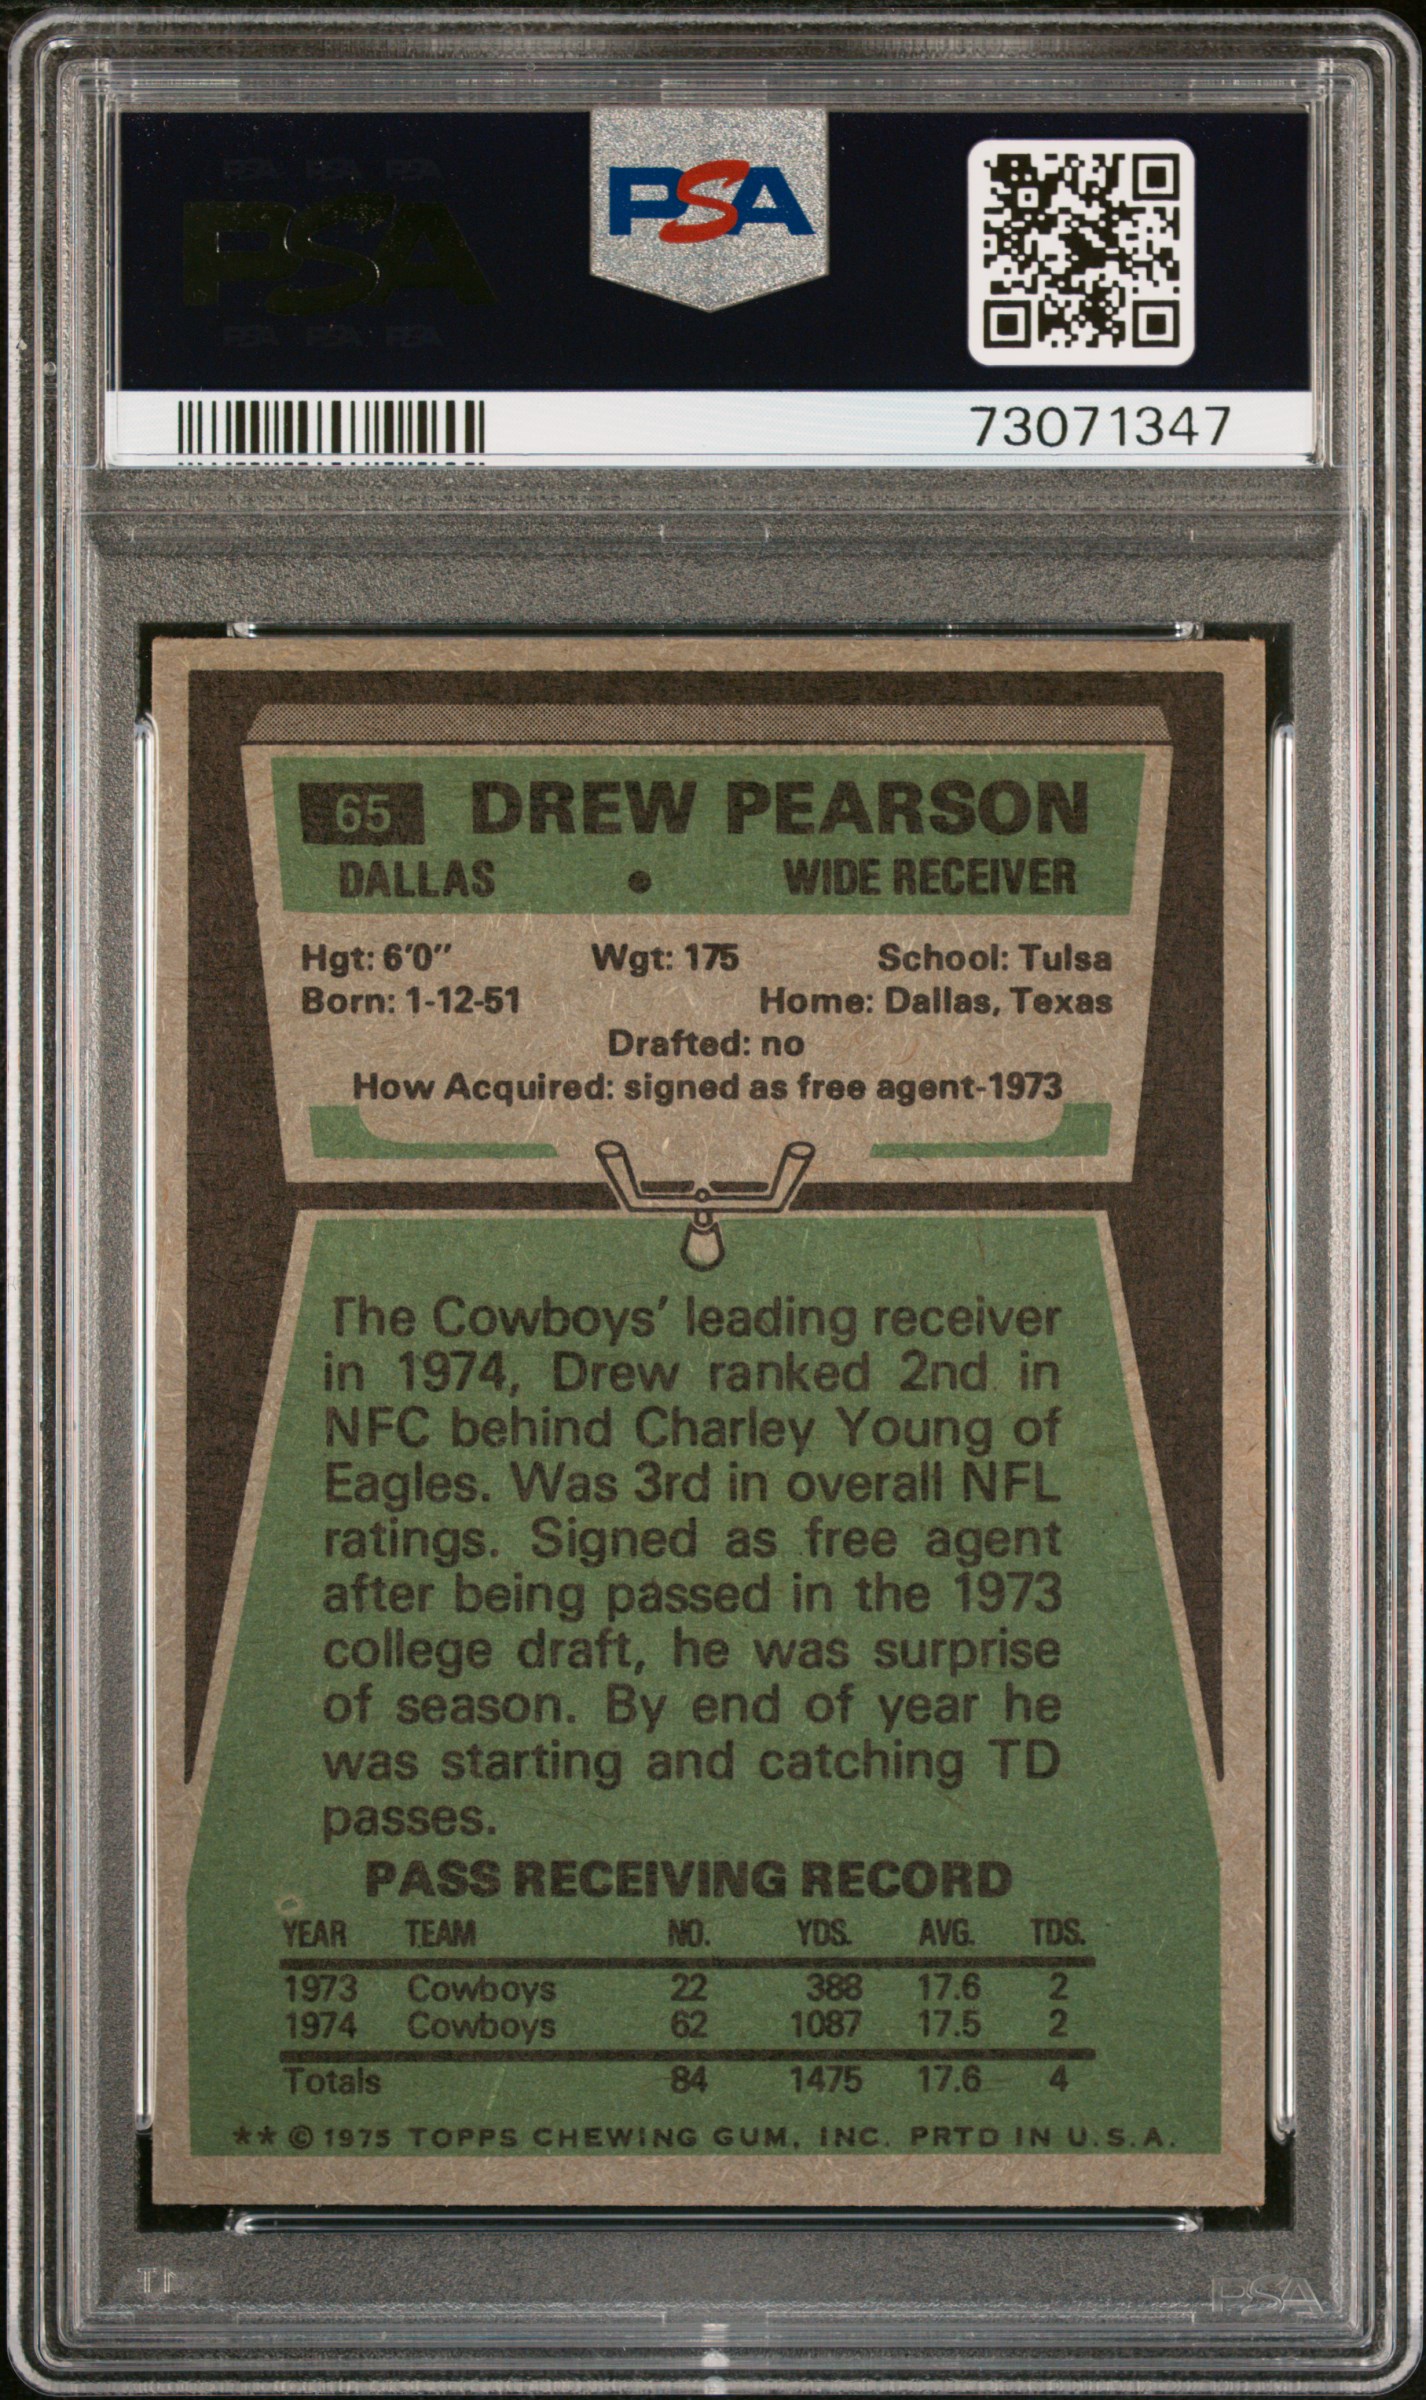 PSA PSA PSA
PSA
PSA PSA PSA
PSA
73071347
65 DREW PEARSON
DALLAS • WIDE RECEIVER
Hgt: 6'0" Wgt: 175 School: Tulsa
Born: 1-12-51 Home: Dallas, Texas
Drafted: no
How Acquired: signed as free agent-1973
The Cowboys' leading receiver
in 1974, Drew ranked 2nd in
NFC behind Charley Young of
Eagles. Was 3rd in overall NFL
ratings. Signed as free agent
after being passed in the 1973
college draft, he was surprise
of season. By end of year he
was starting and catching TD
passes.
PASS RECEIVING RECORD
YEAR TEAM NO. YDS. AVG. TDS.
1973 Cowboys 22 388 17.6 2
1974 Cowboys 62 1087 17.5 2
Totals 84 1475 17.6 4
** © 1975 TOPPS CHEWING GUM, INC. PRTD IN U.S.A.
PSA